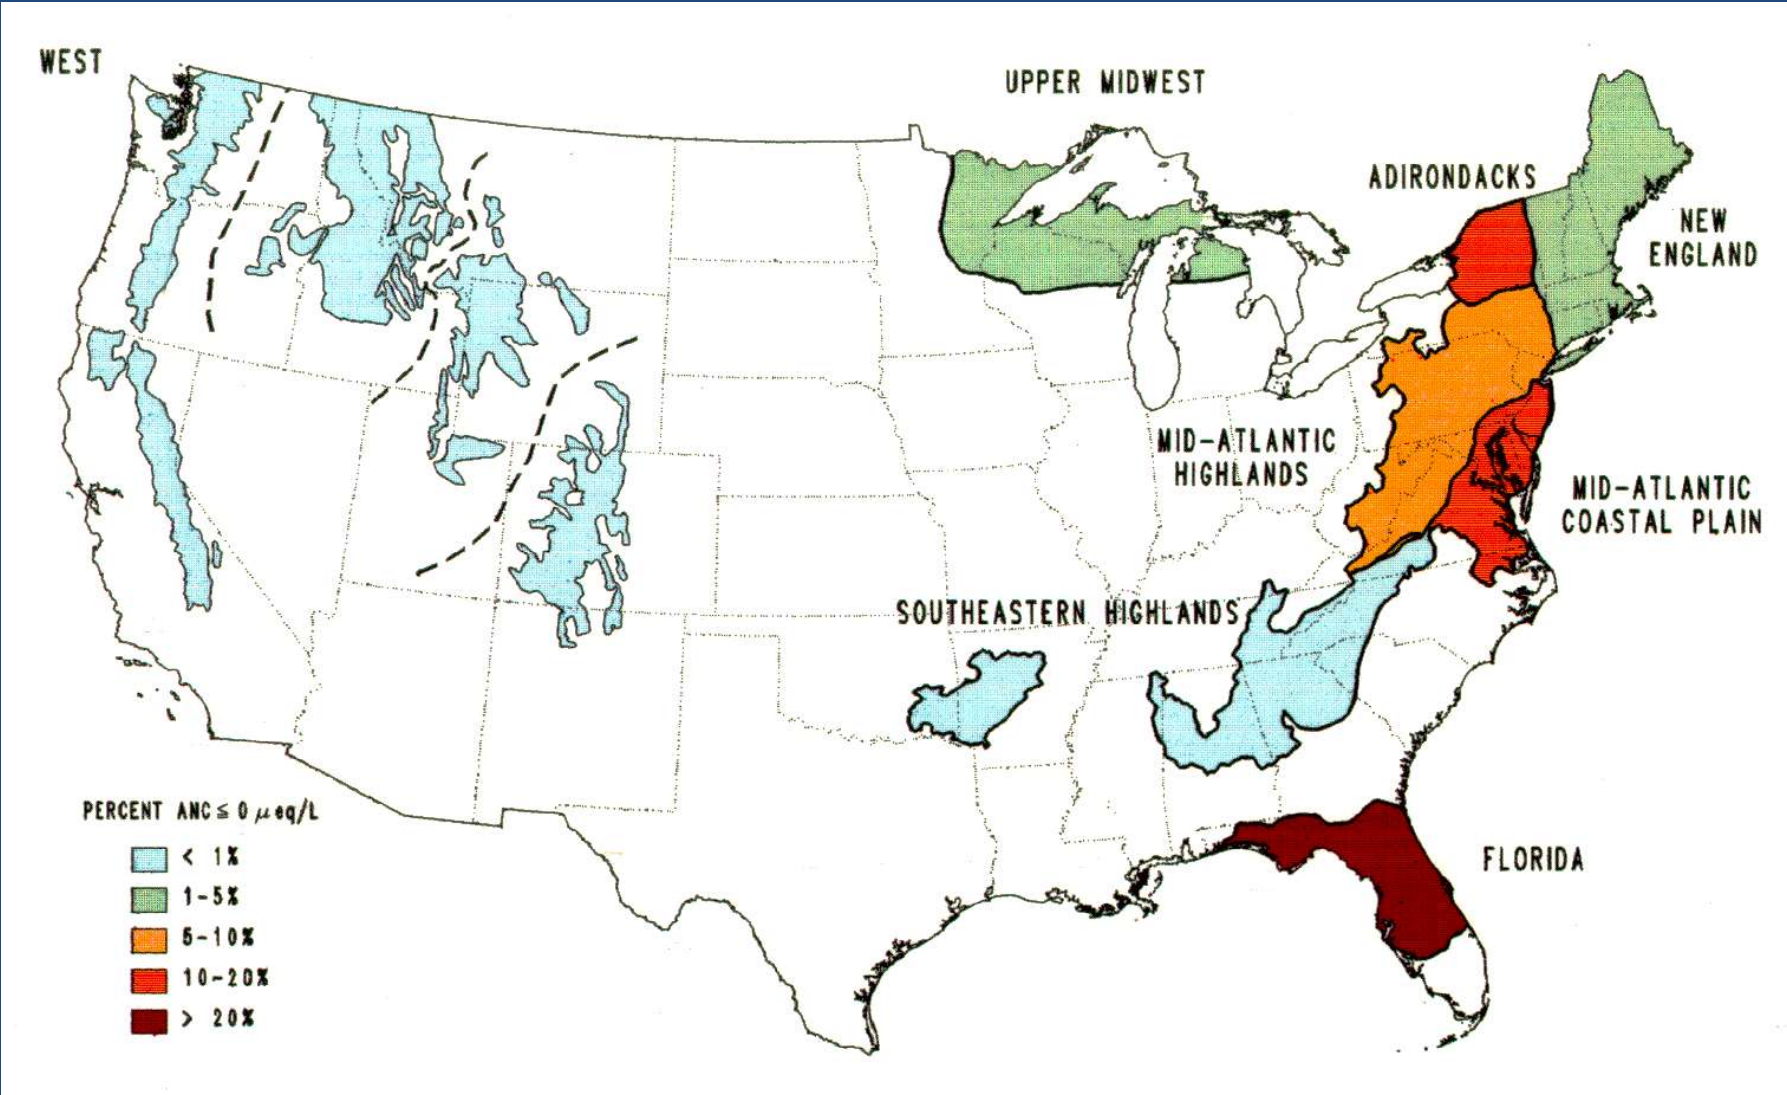 WEST
UPPER MIDWEST
ADIRONDACKS
NEW
ENGLAND
MID-ATLANTIC
HIGHLANDS
MID-ATLANTIC
COASTAL PLAIN
SOUTHEASTERN HIGHLANDS
FLORIDA
PERCENT ANC ≤ 0 μeq/L
< 1%
1-5%
5-10%
10-20%
> 20%